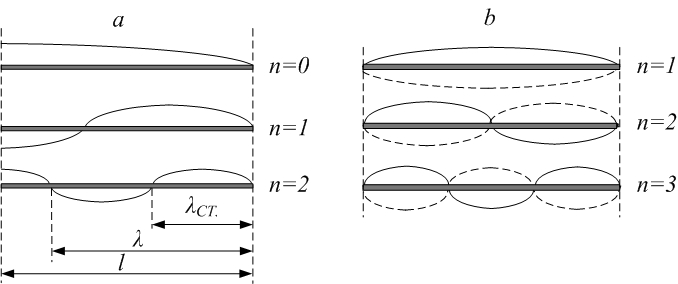 a
b
n=0
n=1
n=1
n=2
n=2
n=3
λCT.
λ
l